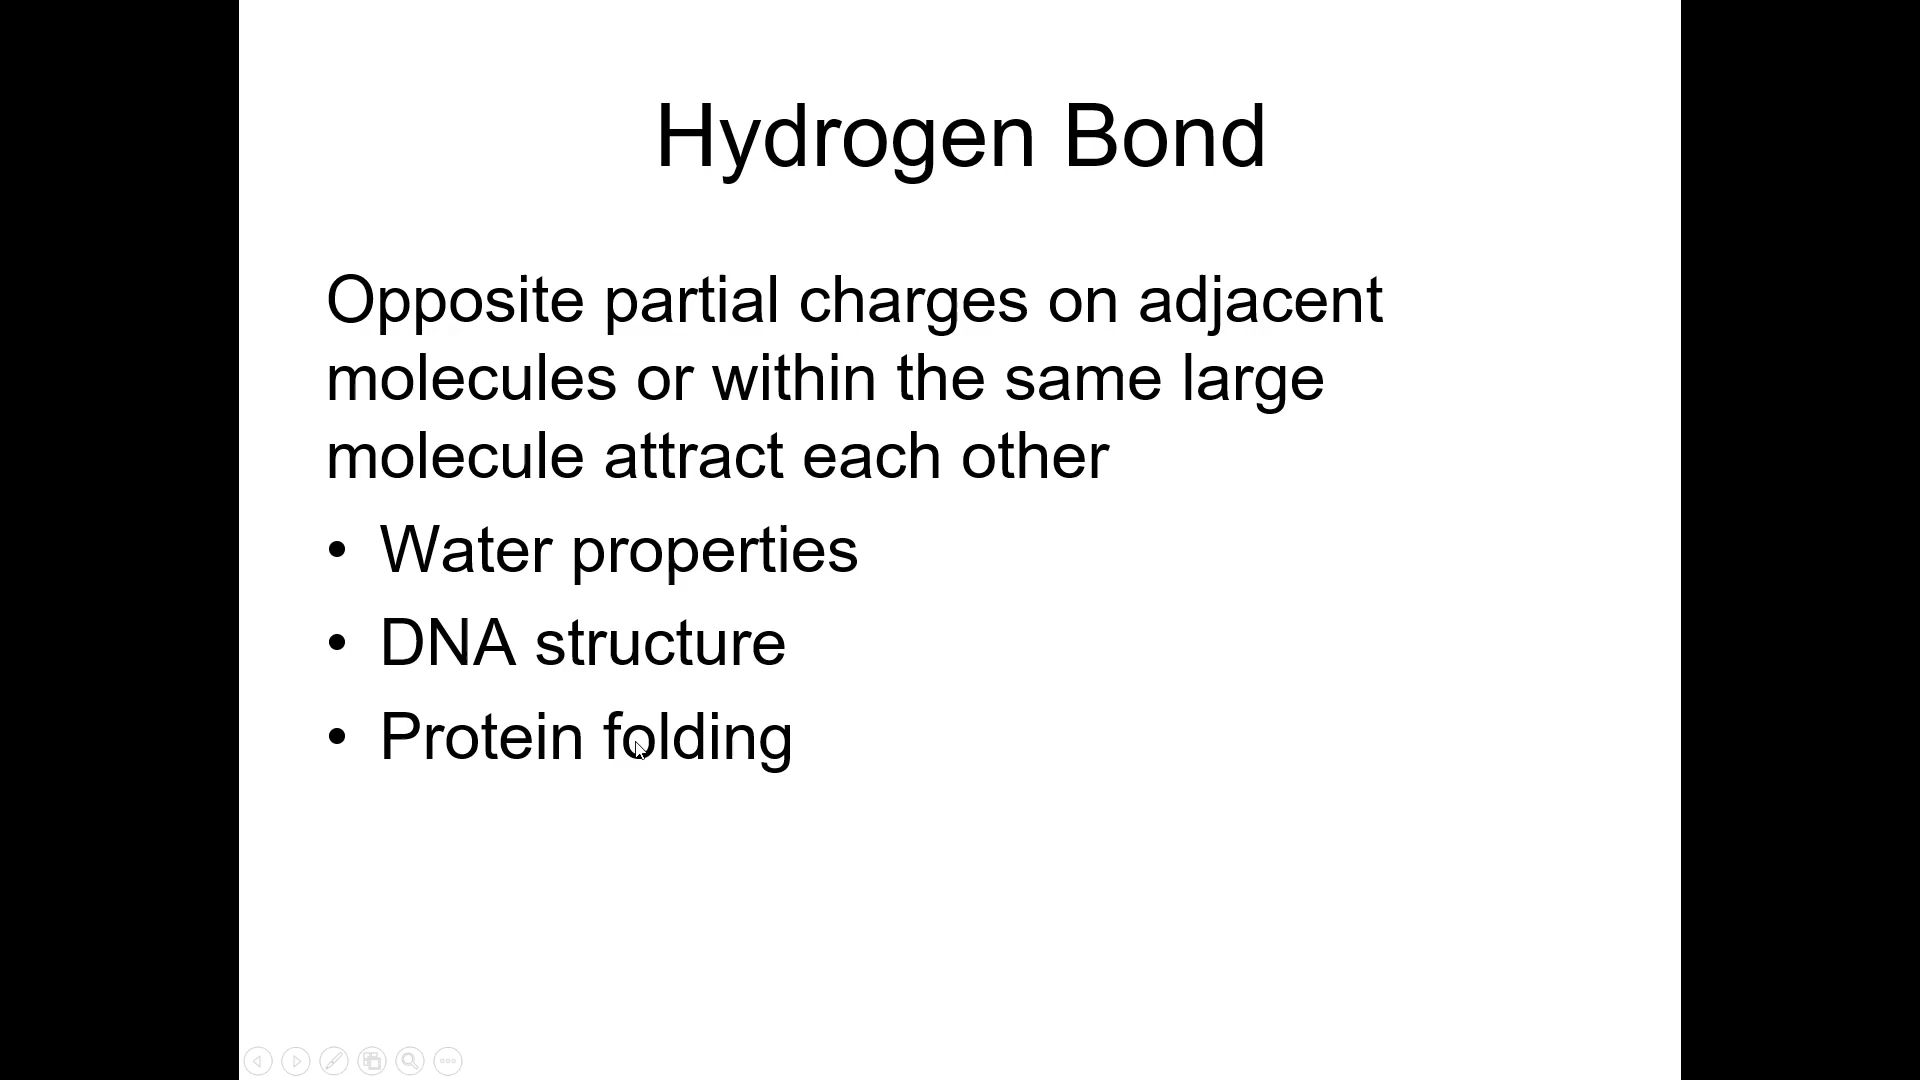 Hydrogen Bond
Opposite partial charges on adjacent
molecules or within the same large
molecule attract each other
• Water properties
• DNA structure
• Protein folding